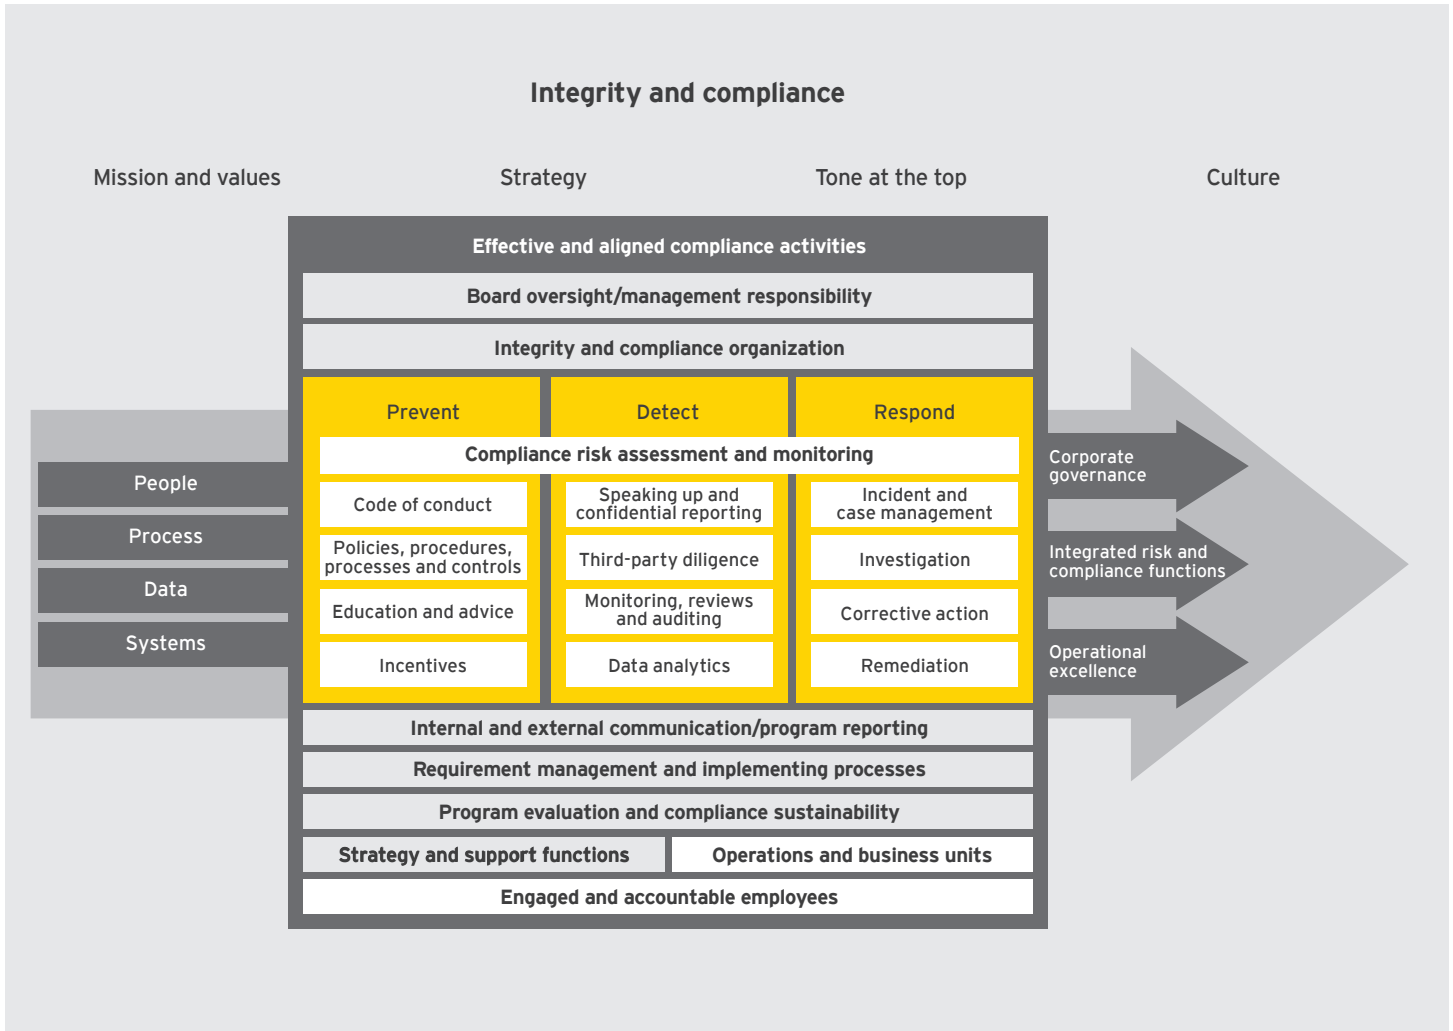 Integrity and compliance
Mission and values
Strategy
Tone at the top
Culture
Effective and aligned compliance activities
Board oversight/management responsibility
Integrity and compliance organization
People
Process
Data
Systems
Prevent
Detect
Respond
Compliance risk assessment and monitoring
Code of conduct
Policies, procedures,
processes and controls
Education and advice
Incentives
Speaking up and
confidential reporting
Third-party diligence
Monitoring, reviews
and auditing
Data analytics
Incident and
case management
Investigation
Corrective action
Remediation
Corporate
governance
Integrated risk and
compliance functions
Operational
excellence
Internal and external communication/program reporting
Requirement management and implementing processes
Program evaluation and compliance sustainability
Strategy and support functions
Operations and business units
Engaged and accountable employees